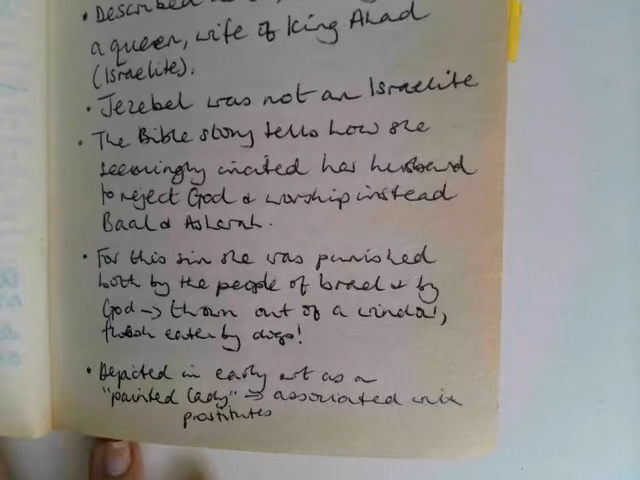 • Described
a queen, wife of King Ahab
(Israelite).
• Jezebel was not an Israelite
• The Bible story tells how she
seemingly incited her husband
to reject God & worship instead
Baal & Asherah.
• For this sin she was punished
both by the people of Israel & by
God -> thrown out of a window,
flesh eaten by dogs!
• Depicted in early art as a
"painted lady" -> associated with
prostitutes